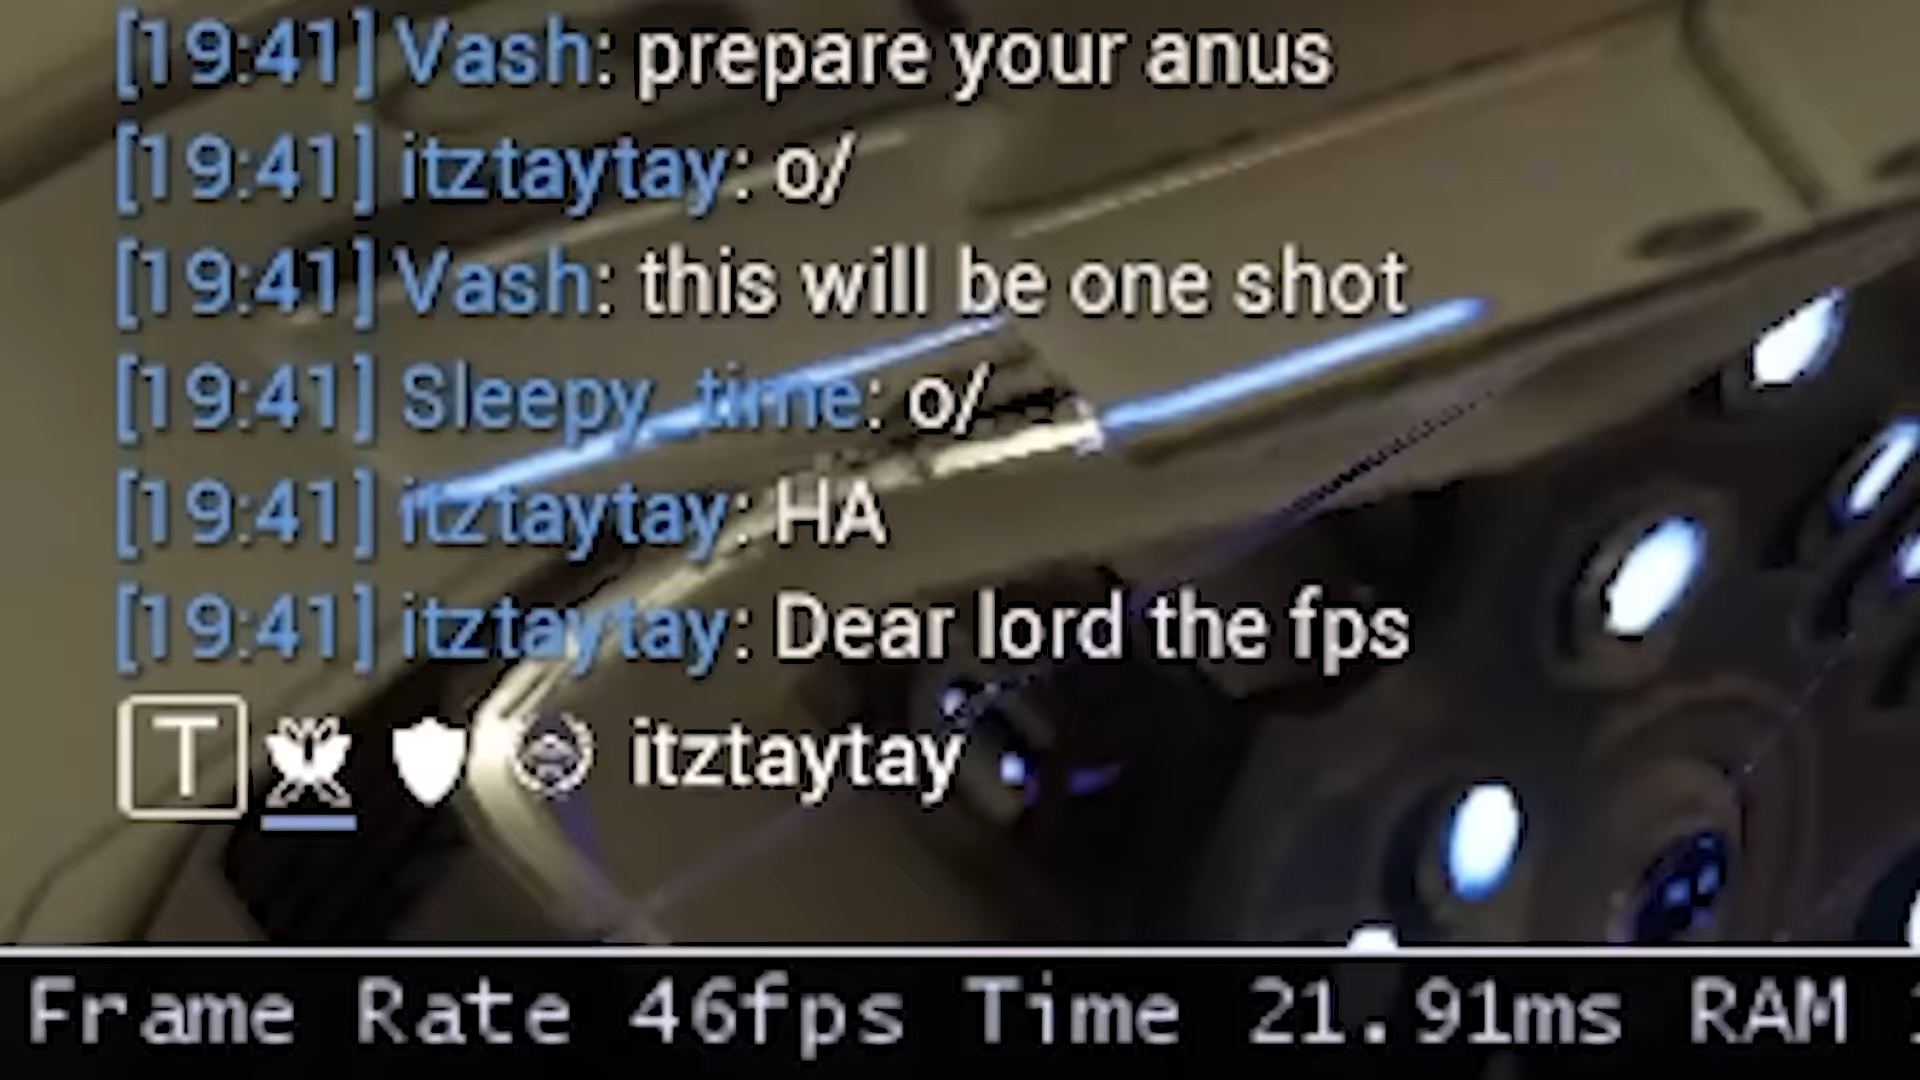 [19:41] Vash: prepare your anus
[19:41] itztaytay: o/
[19:41] Vash: this will be one shot
[19:41] Sleepy_time: o/
[19:41] itztaytay: HA
[19:41] itztaytay: Dear lord the fps
T itztaytay
Frame Rate 46fps Time 21.91ms RAM